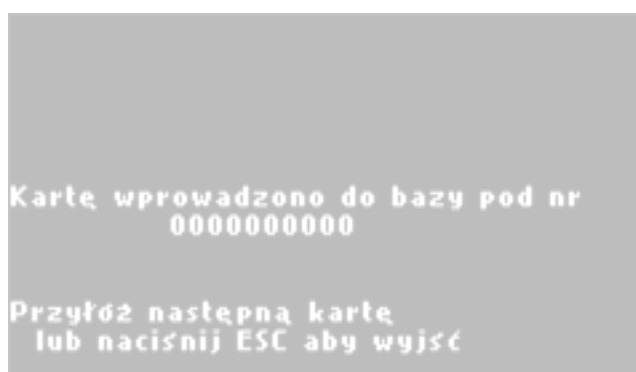 Kartę wprowadzono do bazy pod nr
0000000000
Przyłóż następną kartę
lub naciśnij ESC aby wyjść